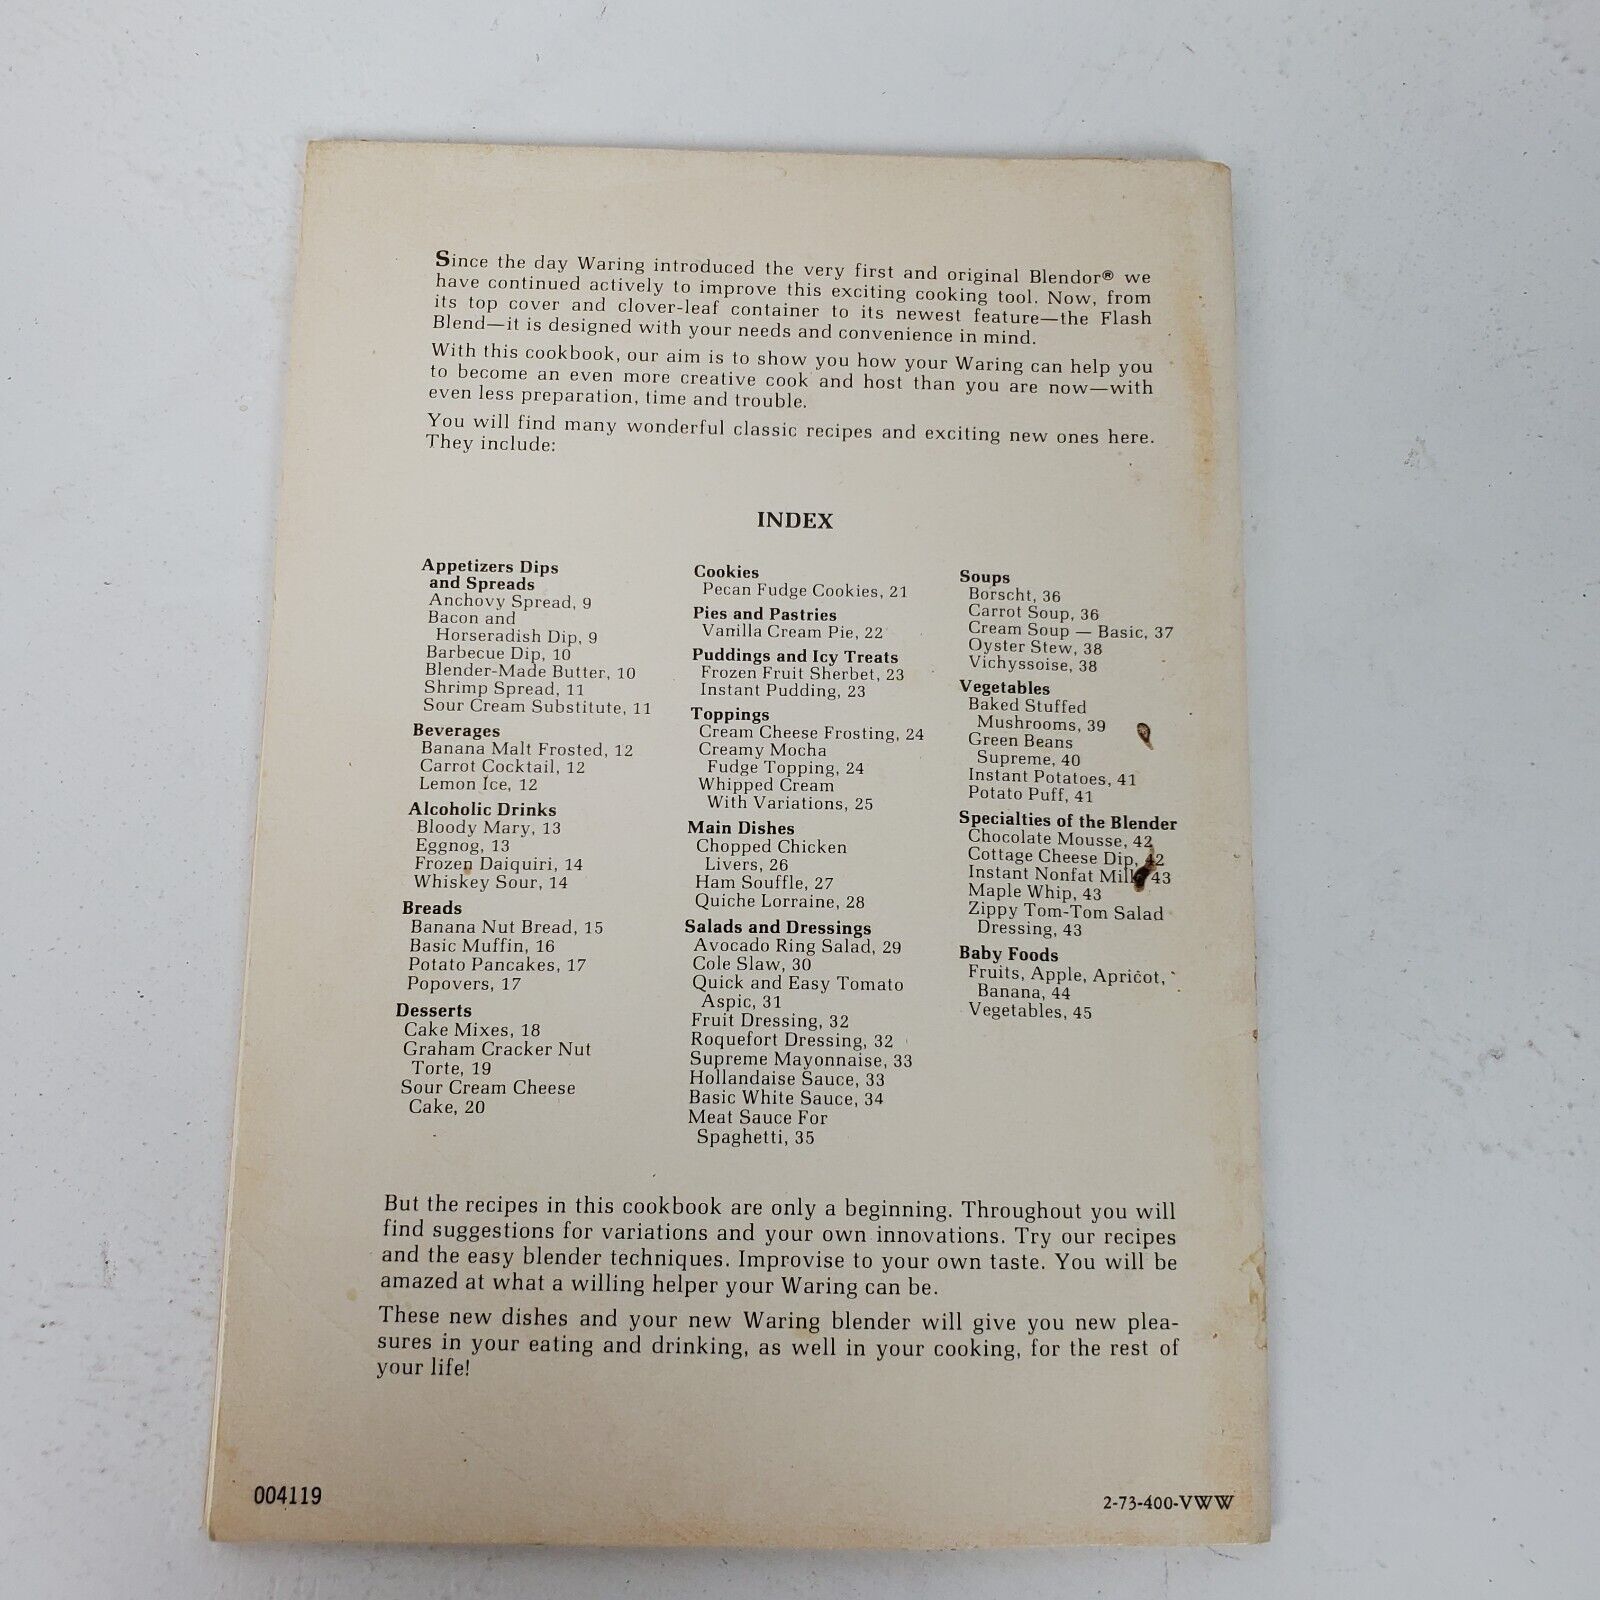 Since the day Waring introduced the very first and original Blendor® we
have continued actively to improve this exciting cooking tool. Now, from
its top cover and clover-leaf container to its newest feature—the Flash
Blend—it is designed with your needs and convenience in mind.
With this cookbook, our aim is to show you how your Waring can help you
to become an even more creative cook and host than you are now—with
even less preparation, time and trouble.
You will find many wonderful classic recipes and exciting new ones here.
They include:
INDEX
Appetizers Dips
and Spreads
Anchovy Spread, 9
Bacon and
Horseradish Dip, 9
Barbecue Dip, 10
Blender-Made Butter, 10
Shrimp Spread, 11
Sour Cream Substitute, 11
Beverages
Banana Malt Frosted, 12
Carrot Cocktail, 12
Lemon Ice, 12
Alcoholic Drinks
Bloody Mary, 13
Eggnog, 13
Frozen Daiquiri, 14
Whiskey Sour, 14
Breads
Banana Nut Bread, 15
Basic Muffin, 16
Potato Pancakes, 17
Popovers, 17
Desserts
Cake Mixes, 18
Graham Cracker Nut
Torte, 19
Sour Cream Cheese
Cake, 20
Cookies
Pecan Fudge Cookies, 21
Pies and Pastries
Vanilla Cream Pie, 22
Puddings and Icy Treats
Frozen Fruit Sherbet, 23
Instant Pudding, 23
Toppings
Cream Cheese Frosting, 24
Creamy Mocha
Fudge Topping, 24
Whipped Cream
With Variations, 25
Main Dishes
Chopped Chicken
Livers, 26
Ham Souffle, 27
Quiche Lorraine, 28
Salads and Dressings
Avocado Ring Salad, 29
Cole Slaw, 30
Quick and Easy Tomato
Aspic, 31
Fruit Dressing, 32
Roquefort Dressing, 32
Supreme Mayonnaise, 33
Hollandaise Sauce, 33
Basic White Sauce, 34
Meat Sauce For
Spaghetti, 35
Soups
Borscht, 36
Carrot Soup, 36
Cream Soup — Basic, 37
Oyster Stew, 38
Vichyssoise, 38
Vegetables
Baked Stuffed
Mushrooms, 39
Green Beans
Supreme, 40
Instant Potatoes, 41
Potato Puff, 41
Specialties of the Blender
Chocolate Mousse, 42
Cottage Cheese Dip, 42
Instant Nonfat Milk, 43
Maple Whip, 43
Zippy Tom-Tom Salad
Dressing, 43
Baby Foods
Fruits, Apple, Apricot,
Banana, 44
Vegetables, 45
But the recipes in this cookbook are only a beginning. Throughout you will
find suggestions for variations and your own innovations. Try our recipes
and the easy blender techniques. Improvise to your own taste. You will be
amazed at what a willing helper your Waring can be.
These new dishes and your new Waring blender will give you new plea-
sures in your eating and drinking, as well in your cooking, for the rest of
your life!
004119
2-73-400-VWW